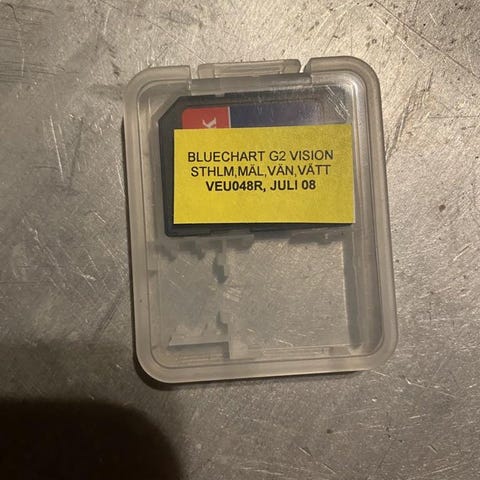 BLUECHART G2 VISION
STHLM,MÄL,VÄN,VÄTT
VEU048R, JULI 08